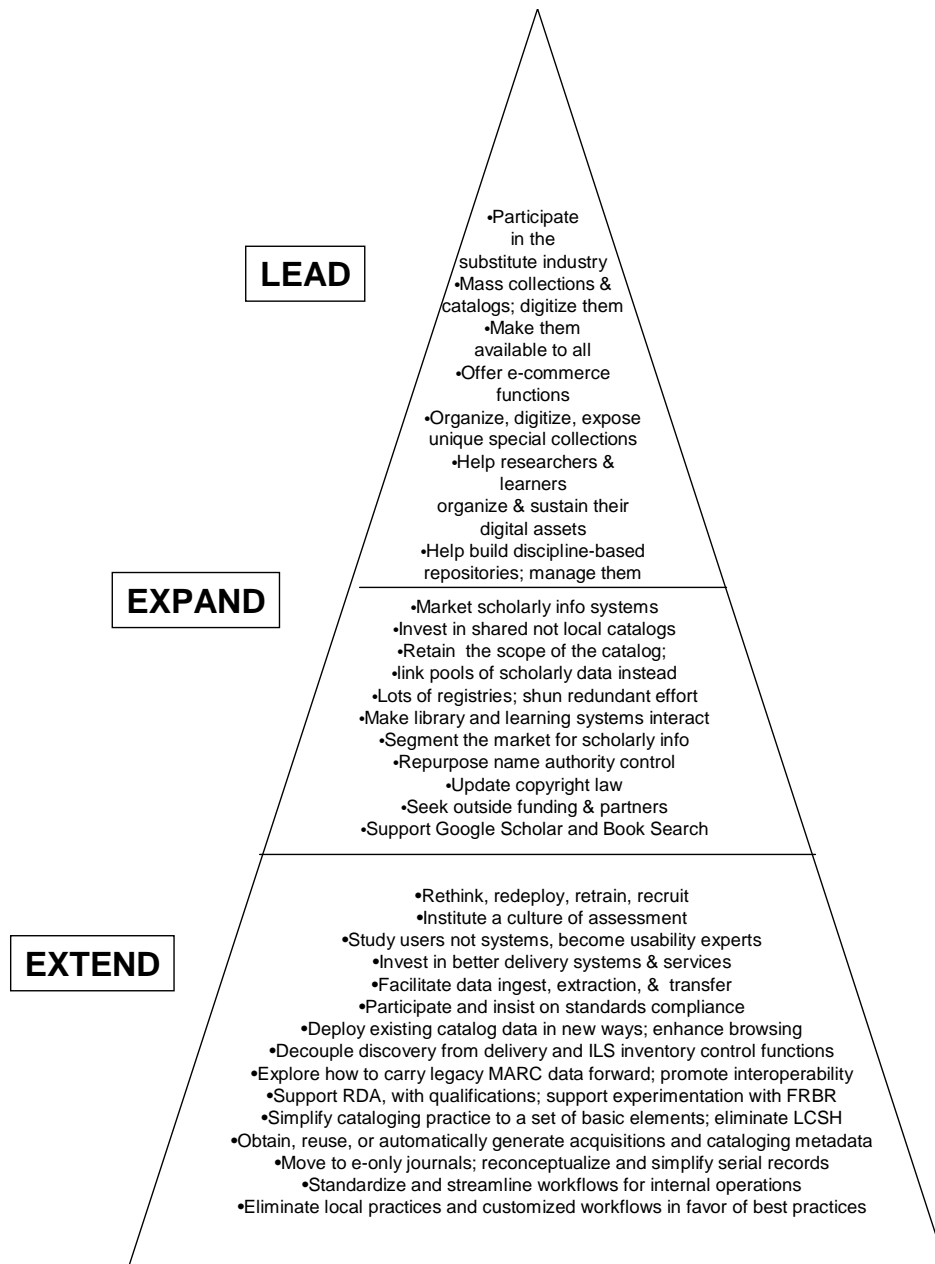 LEAD
•Participate
in the
substitute industry
•Mass collections &
catalogs; digitize them
•Make them
available to all
•Offer e-commerce
functions
•Organize, digitize, expose
unique special collections
•Help researchers &
learners
organize & sustain their
digital assets
•Help build discipline-based
repositories; manage them
EXPAND
•Market scholarly info systems
•Invest in shared not local catalogs
•Retain the scope of the catalog;
•link pools of scholarly data instead
•Lots of registries; shun redundant effort
•Make library and learning systems interact
•Segment the market for scholarly info
•Repurpose name authority control
•Update copyright law
•Seek outside funding & partners
•Support Google Scholar and Book Search
EXTEND
•Rethink, redeploy, retrain, recruit
•Institute a culture of assessment
•Study users not systems, become usability experts
•Invest in better delivery systems & services
•Facilitate data ingest, extraction, & transfer
•Participate and insist on standards compliance
•Deploy existing catalog data in new ways; enhance browsing
•Decouple discovery from delivery and ILS inventory control functions
•Explore how to carry legacy MARC data forward; promote interoperability
•Support RDA, with qualifications; support experimentation with FRBR
•Simplify cataloging practice to a set of basic elements; eliminate LCSH
•Obtain, reuse, or automatically generate acquisitions and cataloging metadata
•Move to e-only journals; reconceptualize and simplify serial records
•Standardize and streamline workflows for internal operations
•Eliminate local practices and customized workflows in favor of best practices